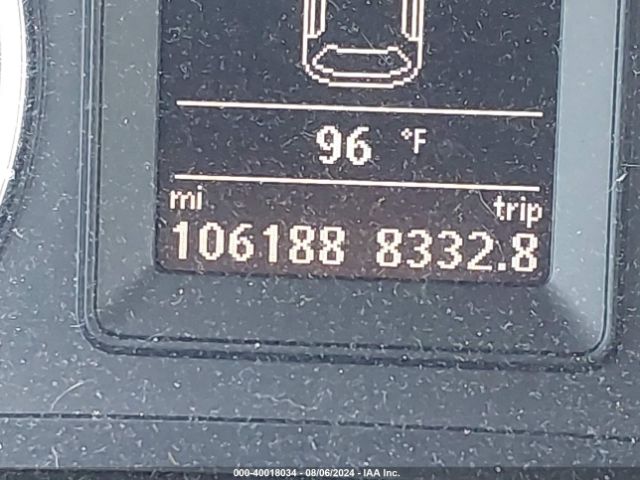 96 °F
mi trip
106188 8332.8
000-40018034 - 08/06/2024 - IAA Inc.